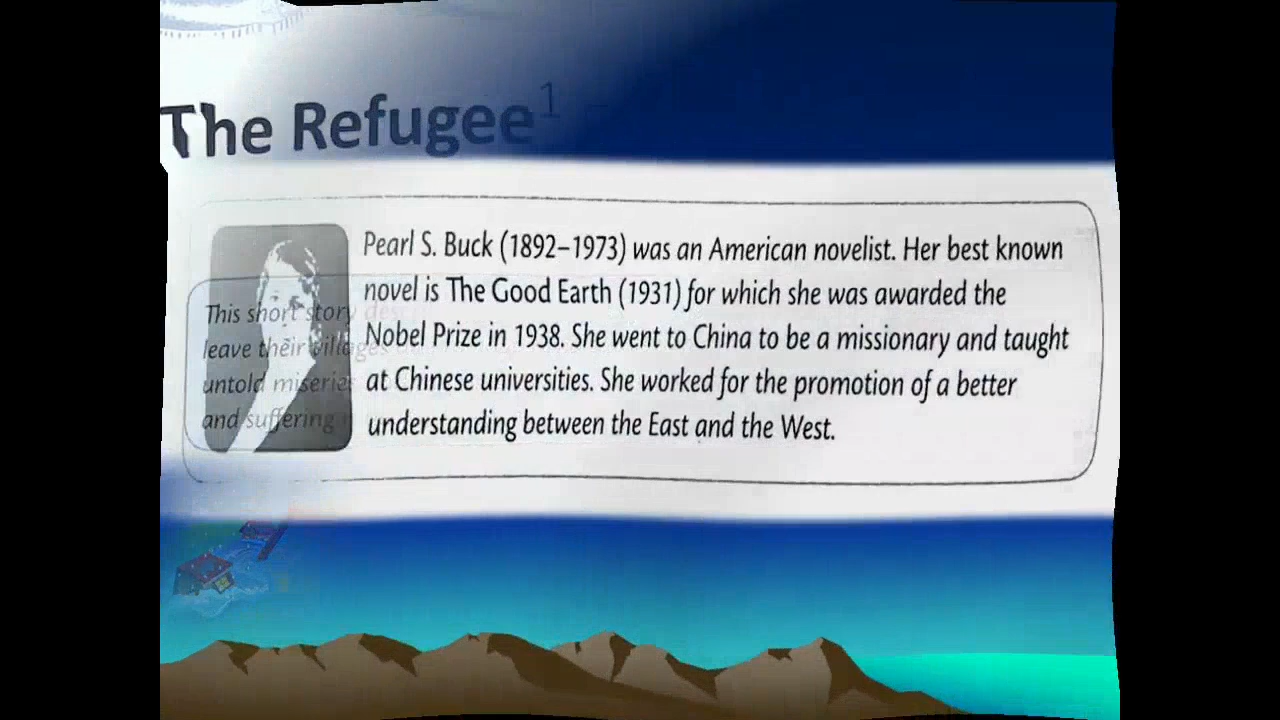 The Refugee1
Pearl S. Buck (1892–1973) was an American novelist. Her best known
novel is The Good Earth (1931) for which she was awarded the
Nobel Prize in 1938. She went to China to be a missionary and taught
at Chinese universities. She worked for the promotion of a better
understanding between the East and the West.
This short story
leave their villages
untold miseries
and suffering